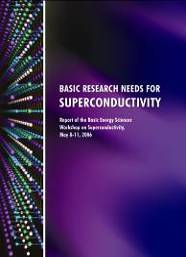 BASIC RESEARCH NEEDS FOR
SUPERCONDUCTIVITY
Report of the Basic Energy Sciences
Workshop on Superconductivity,
May 8-11, 2006